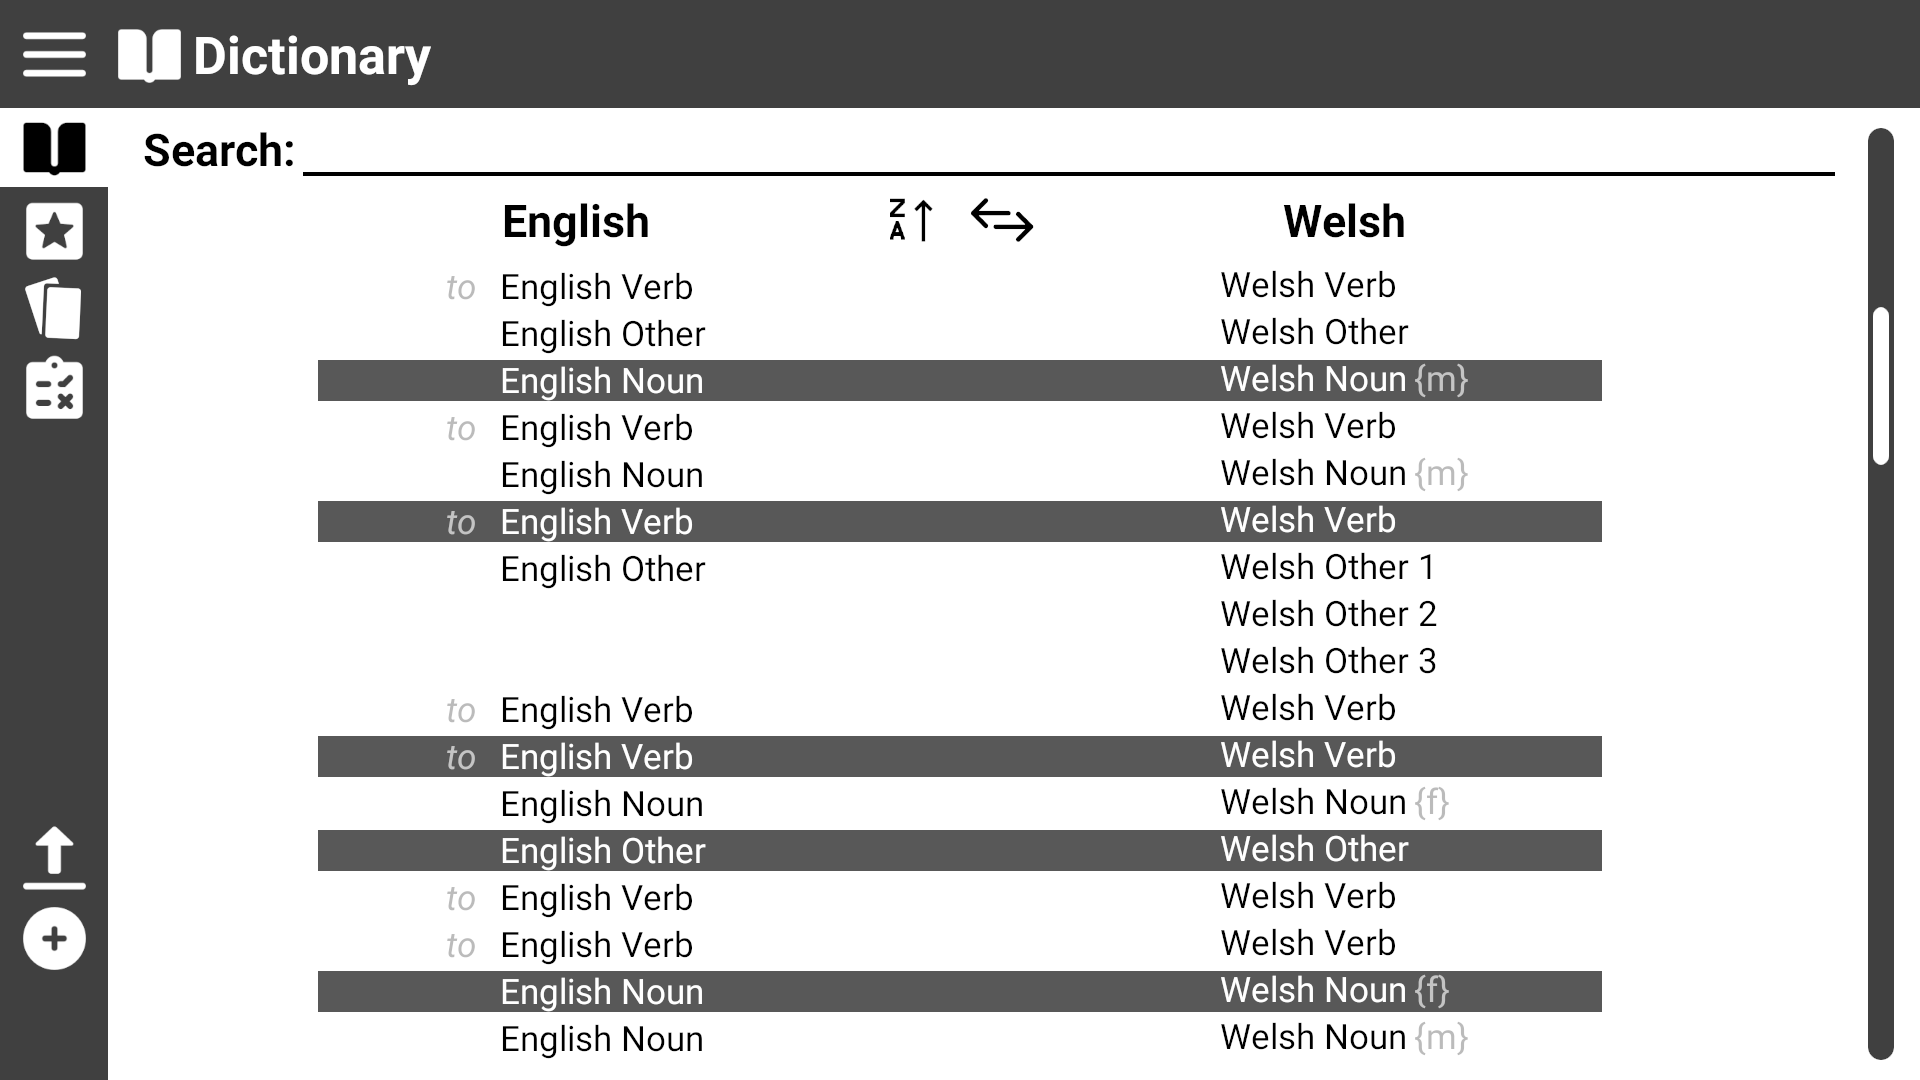 Dictionary
Search:
English Z A Welsh
to English Verb Welsh Verb
English Other Welsh Other
English Noun Welsh Noun {m}
to English Verb Welsh Verb
English Noun Welsh Noun {m}
to English Verb Welsh Verb
English Other Welsh Other 1
Welsh Other 2
Welsh Other 3
to English Verb Welsh Verb
to English Verb Welsh Verb
English Noun Welsh Noun {f}
English Other Welsh Other
to English Verb Welsh Verb
to English Verb Welsh Verb
English Noun Welsh Noun {f}
English Noun Welsh Noun {m}